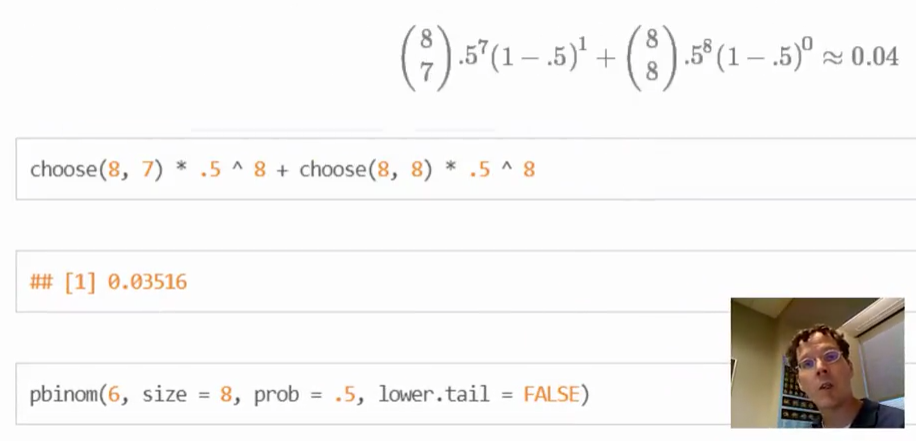 (8 7) .5^7(1 − .5)^1 + (8 8) .5^8(1 − .5)^0 ≈ 0.04
choose(8, 7) * .5 ^ 8 + choose(8, 8) * .5 ^ 8
## [1] 0.03516
pbinom(6, size = 8, prob = .5, lower.tail = FALSE)